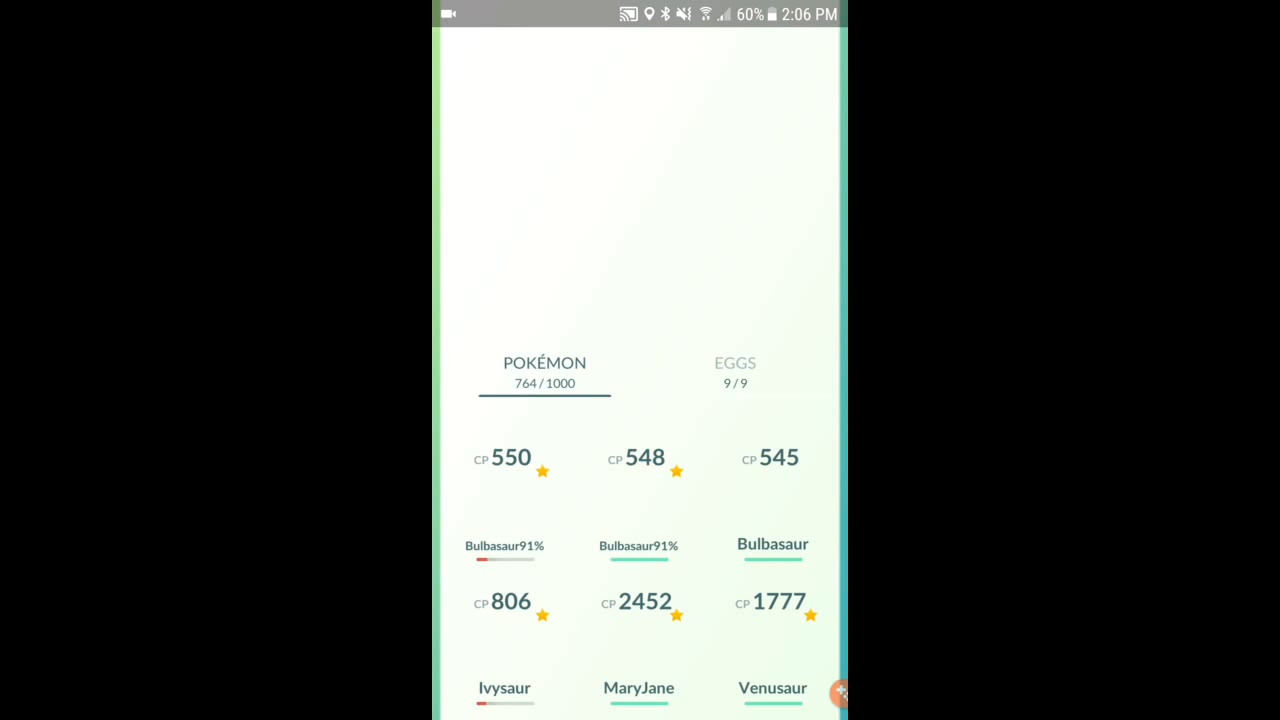 60% 2:06 PM
POKÉMON EGGS
764 / 1000 9 / 9
CP 550 CP 548 CP 545
Bulbasaur91% Bulbasaur91% Bulbasaur
CP 806 CP 2452 CP 1777
Ivysaur MaryJane Venusaur